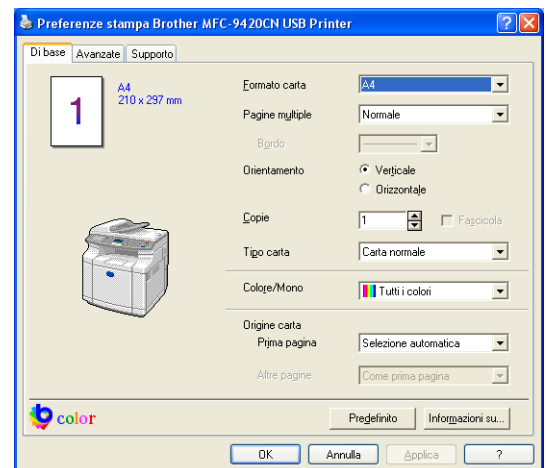 Preferenze stampa Brother MFC-9420CN USB Printer
Di base Avanzate Supporto
1
A4
210 x 297 mm
Formato carta A4
Pagine multiple Normale
Bordo
Orientamento Verticale
Orizzontale
Copie 1 Fascicola
Tipo carta Carta normale
Colore/Mono Tutti i colori
Origine carta
Prima pagina Selezione automatica
Altre pagine Come prima pagina
color
Predefinito Informazioni su...
OK Annulla Applica ?